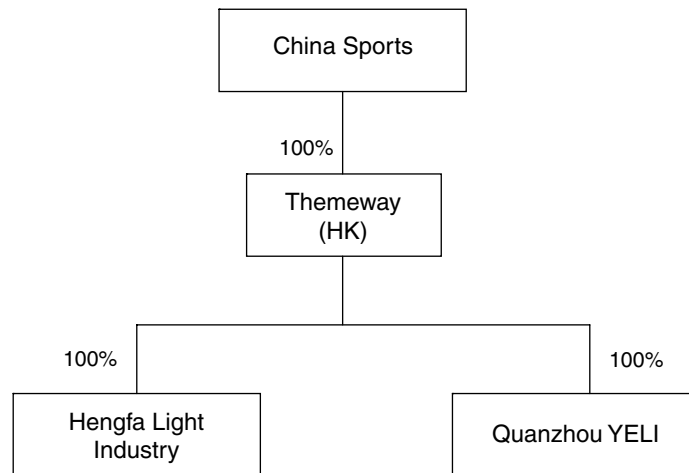 China Sports
100%
Themeway
(HK)
100%
100%
Hengfa Light
Industry
Quanzhou YELI